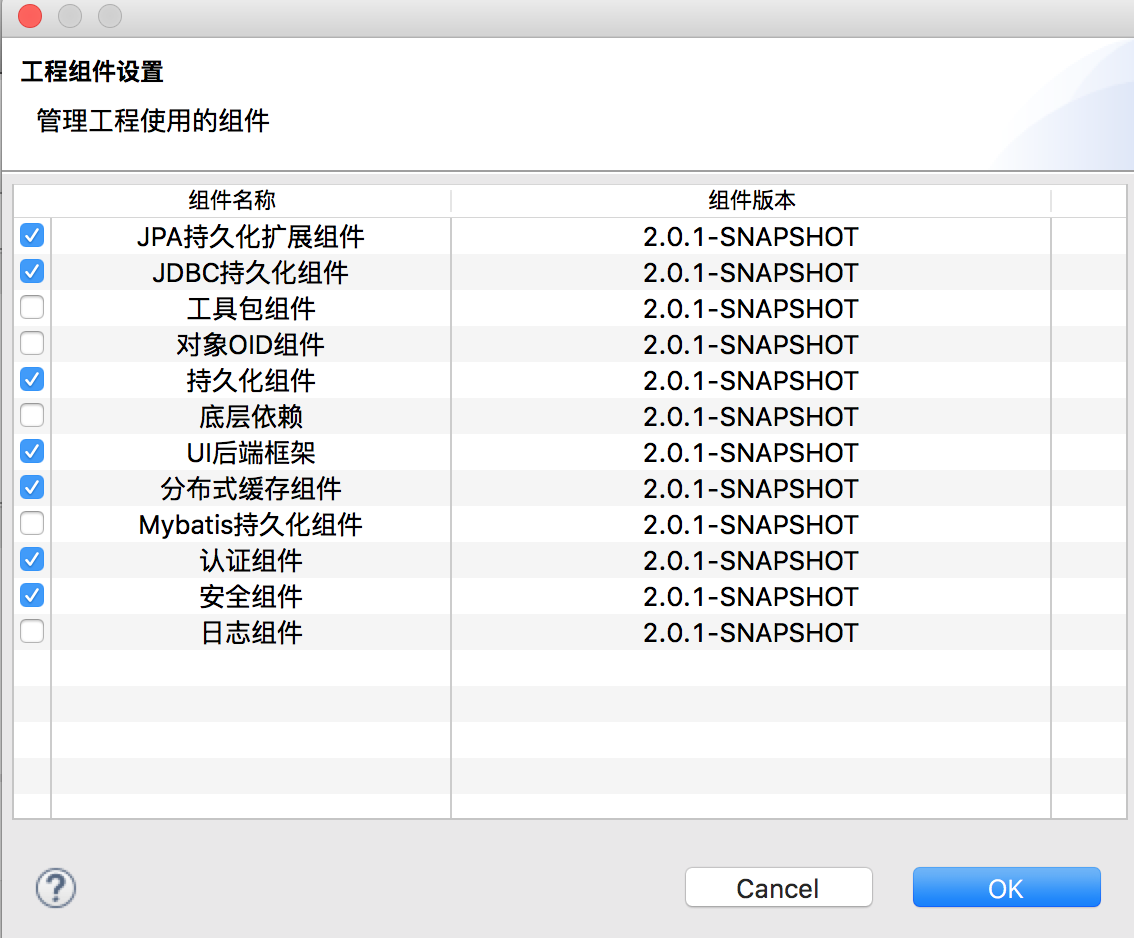 工程组件设置
管理工程使用的组件
组件名称 组件版本
JPA持久化扩展组件 2.0.1-SNAPSHOT
JDBC持久化组件 2.0.1-SNAPSHOT
工具包组件 2.0.1-SNAPSHOT
对象OID组件 2.0.1-SNAPSHOT
持久化组件 2.0.1-SNAPSHOT
底层依赖 2.0.1-SNAPSHOT
UI后端框架 2.0.1-SNAPSHOT
分布式缓存组件 2.0.1-SNAPSHOT
Mybatis持久化组件 2.0.1-SNAPSHOT
认证组件 2.0.1-SNAPSHOT
安全组件 2.0.1-SNAPSHOT
日志组件 2.0.1-SNAPSHOT
? Cancel OK